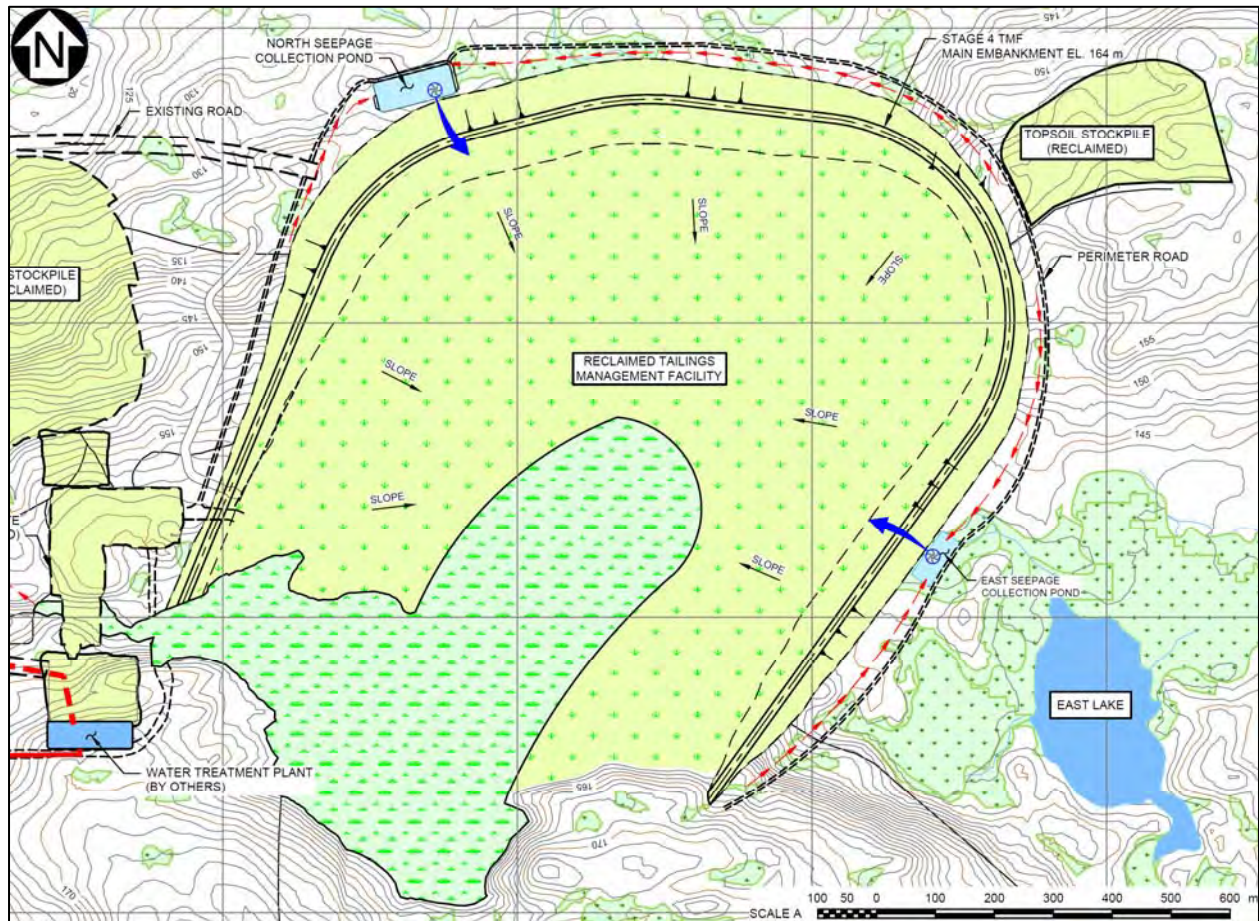 N
NORTH SEEPAGE
COLLECTION POND
STAGE 4 TMF
MAIN EMBANKMENT EL. 164 m
145
150
20
125
130
EXISTING ROAD
130
TOPSOIL STOCKPILE
(RECLAIMED)
SLOPE
SLOPE
SLOPE
PERIMETER ROAD
STOCKPILE
CLAIMED)
135
140
145
150
155
150
145
RECLAIMED TAILINGS
MANAGEMENT FACILITY
SLOPE
SLOPE
155
SLOPE
SLOPE
EAST SEEPAGE
COLLECTION POND
EAST LAKE
WATER TREATMENT PLANT
(BY OTHERS)
165
170
170
175
SCALE A
100 50 0 100 200 300 400 500 600